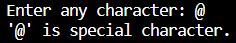 Enter any character: @
'@' is special character.